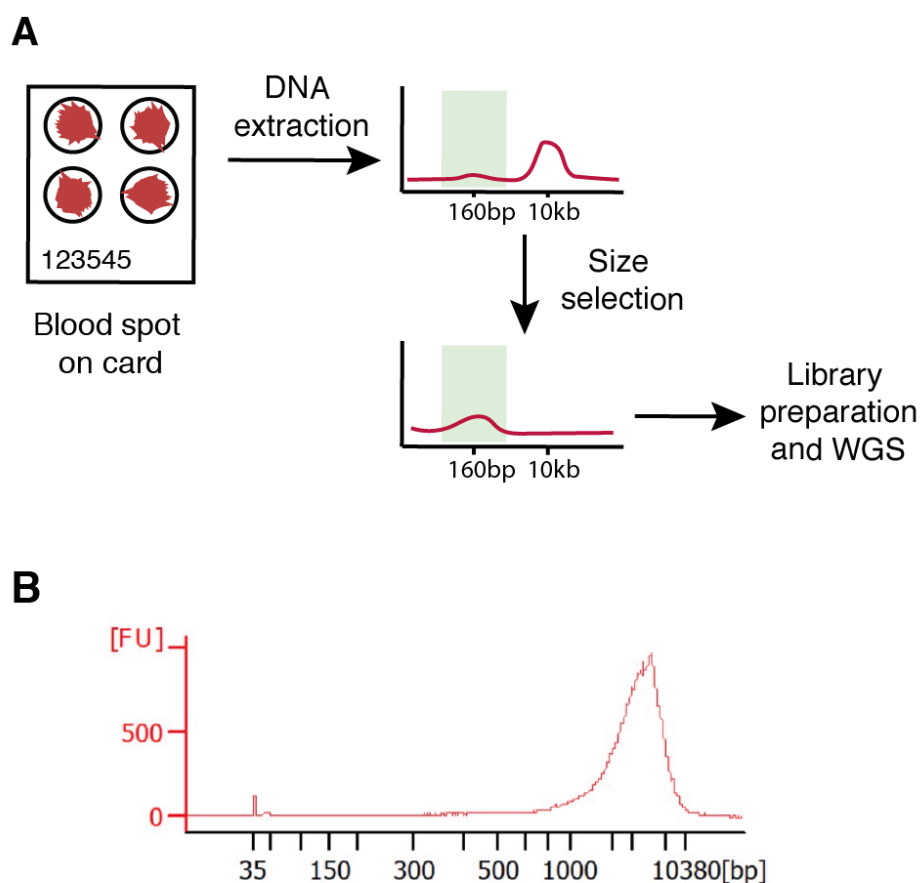 A
DNA
extraction
160bp 10kb
123545
Blood spot
on card
Size
selection
160bp 10kb
Library
preparation
and WGS
B
[FU]
500
0
35 150 300 500 1000 10380[bp]